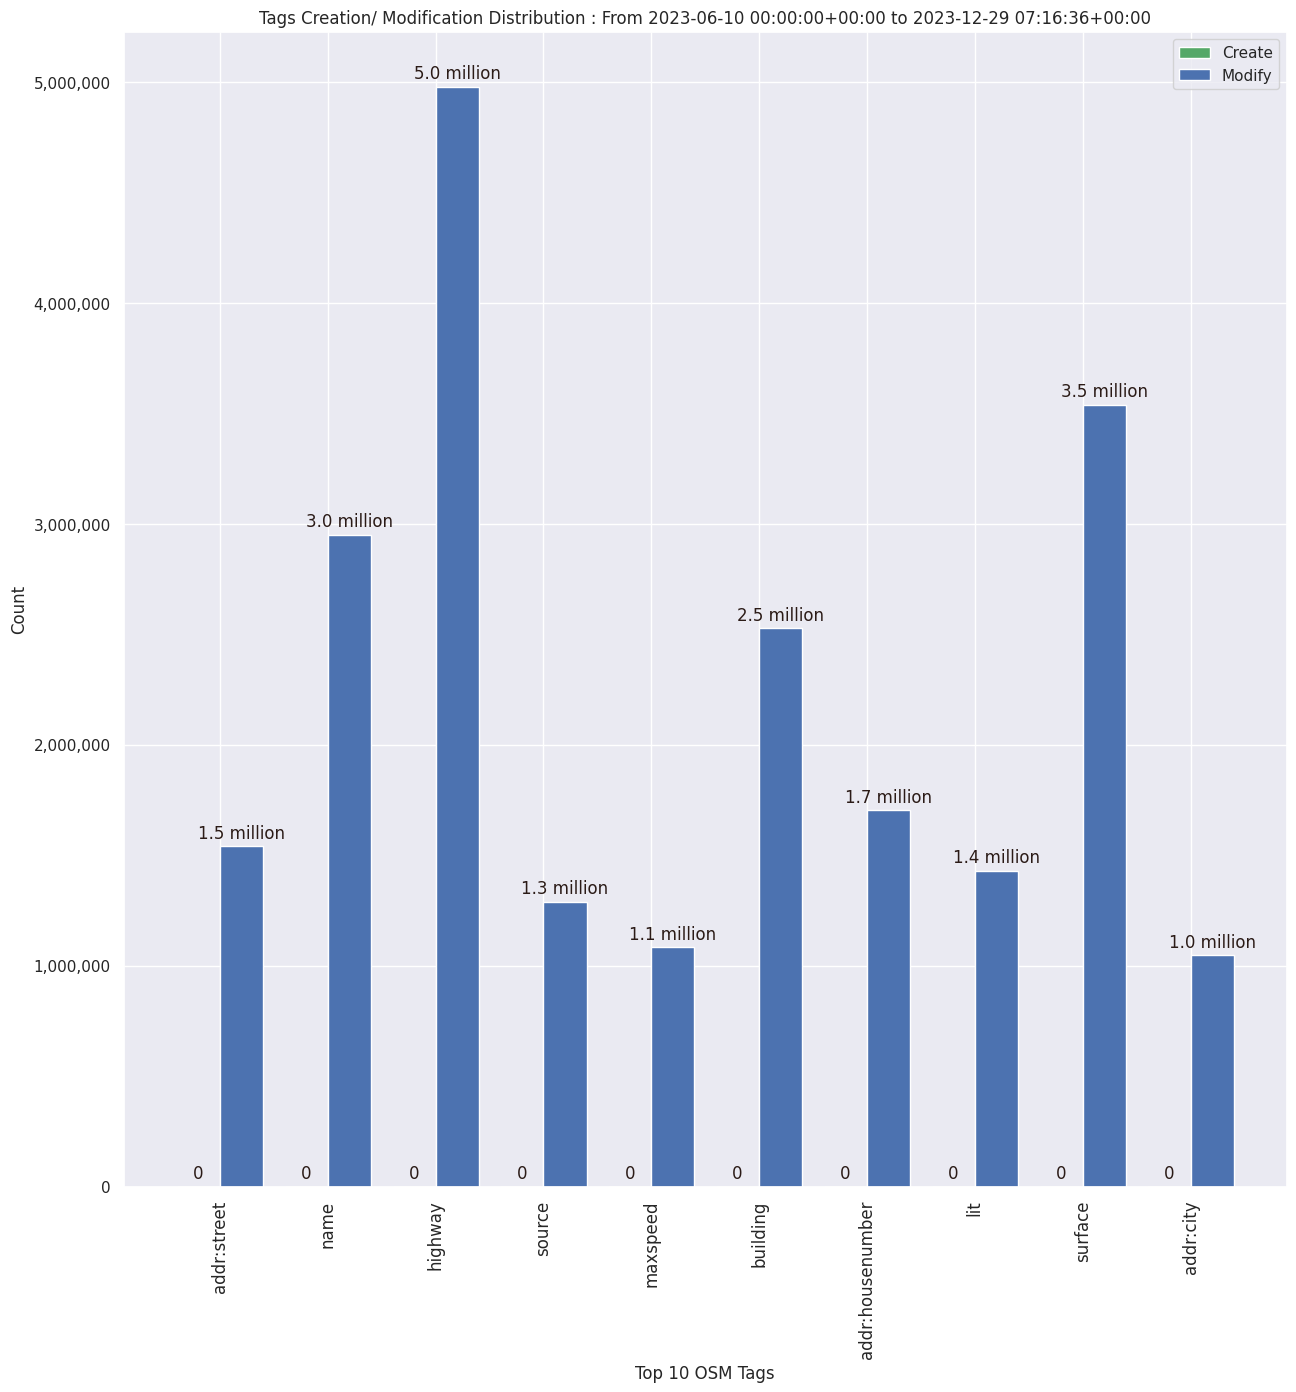 Tags Creation/ Modification Distribution : From 2023-06-10 00:00:00+00:00 to 2023-12-29 07:16:36+00:00
Create
Modify
5,000,000
4,000,000
3,000,000
2,000,000
1,000,000
0
Count
5.0 million
3.5 million
3.0 million
2.5 million
1.7 million
1.5 million
1.4 million
1.3 million
1.1 million
1.0 million
0 0 0 0 0 0 0 0 0 0
addr:street
name
highway
source
maxspeed
building
addr:housenumber
lit
surface
addr:city
Top 10 OSM Tags